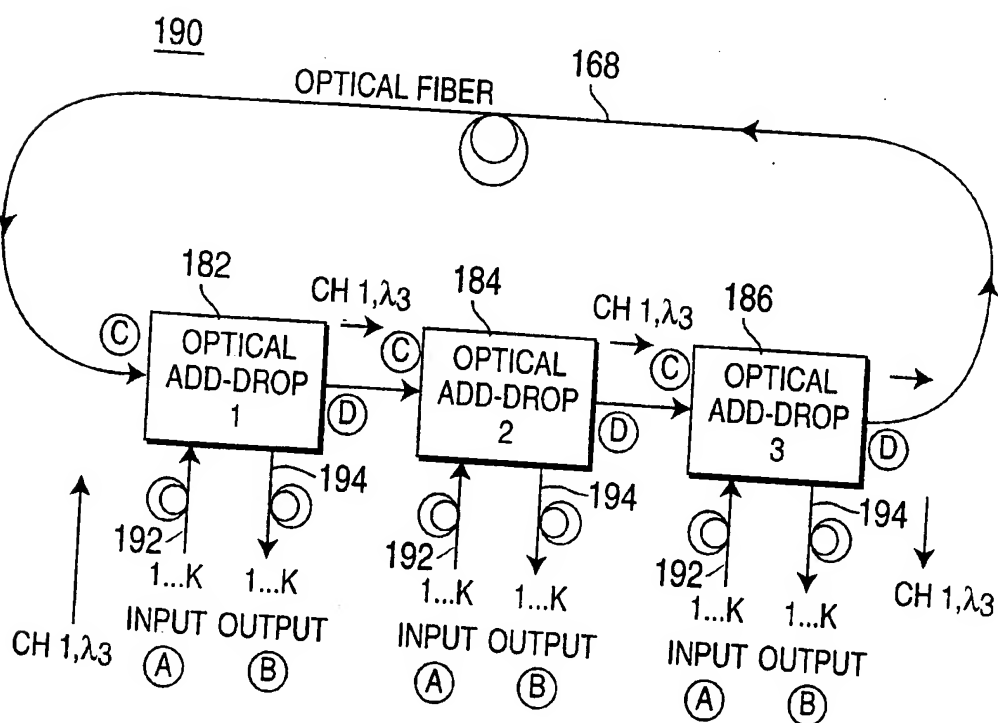 190
OPTICAL FIBER
168
182
CH 1,λ3
184
CH 1,λ3
186
C
OPTICAL
ADD-DROP
1
D
C
OPTICAL
ADD-DROP
2
D
C
OPTICAL
ADD-DROP
3
D
192
194
192
194
192
194
1...K 1...K
1...K 1...K
1...K 1...K
CH 1,λ3
INPUT OUTPUT
INPUT OUTPUT
INPUT OUTPUT
CH 1,λ3
A B
A B
A B